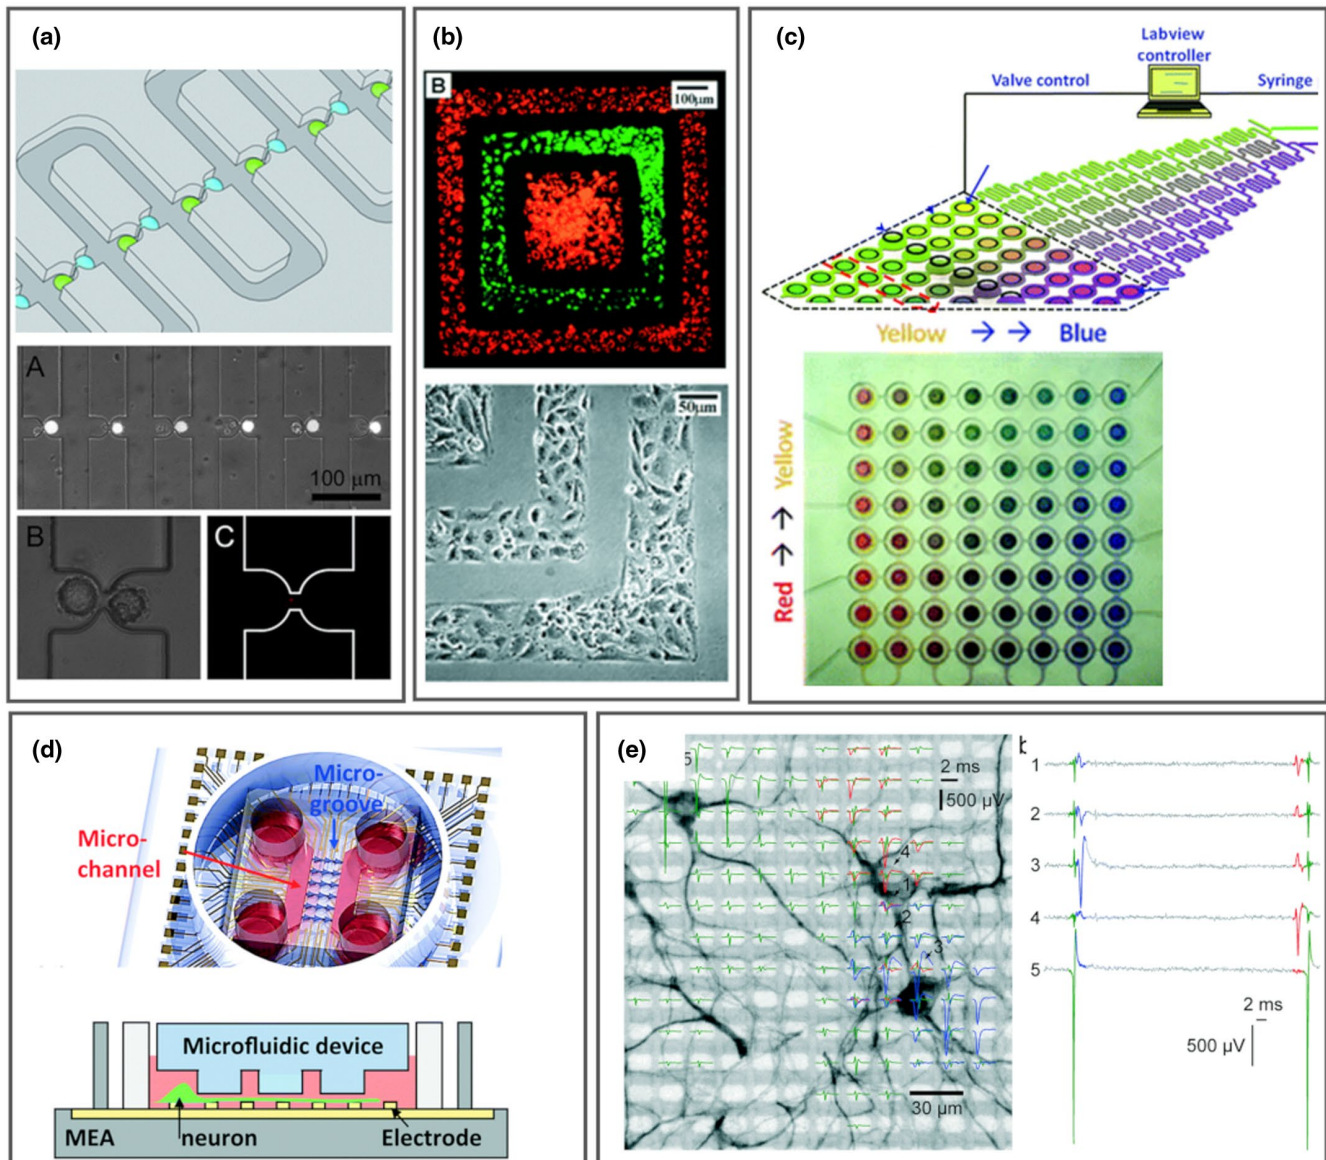 (a)
A
100 μm
B
C
(b)
B
100μm
50μm
(c)
Labview
controller
Valve control
Syringe
Yellow → → Blue
Red → → Yellow
(d)
Micro-
groove
Micro-
channel
Microfluidic device
MEA
neuron
Electrode
(e)
2 ms
500 μV
4
1
2
3
30 μm
1
2
3
4
5
2 ms
500 μV